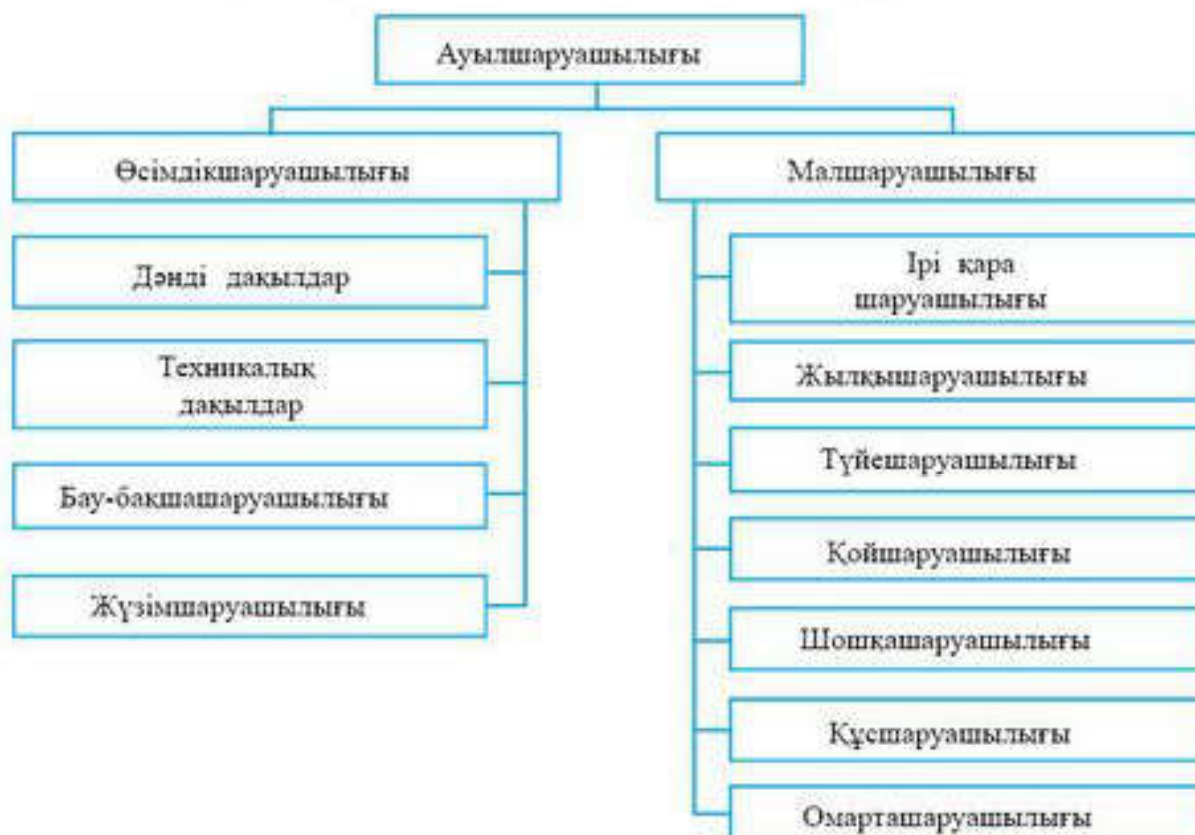 Ауылшаруашылығы
Өсімдікшаруашылығы
Дәнді дақылдар
Техникалық
дақылдар
Бау-бақшашаруашылығы
Жүзімшаруашылығы
Малшаруашылығы
Ірі қара
шаруашылығы
Жылқышаруашылығы
Түйешаруашылығы
Қойшаруашылығы
Шошқашаруашылығы
Құсшаруашылығы
Омарташаруашылығы